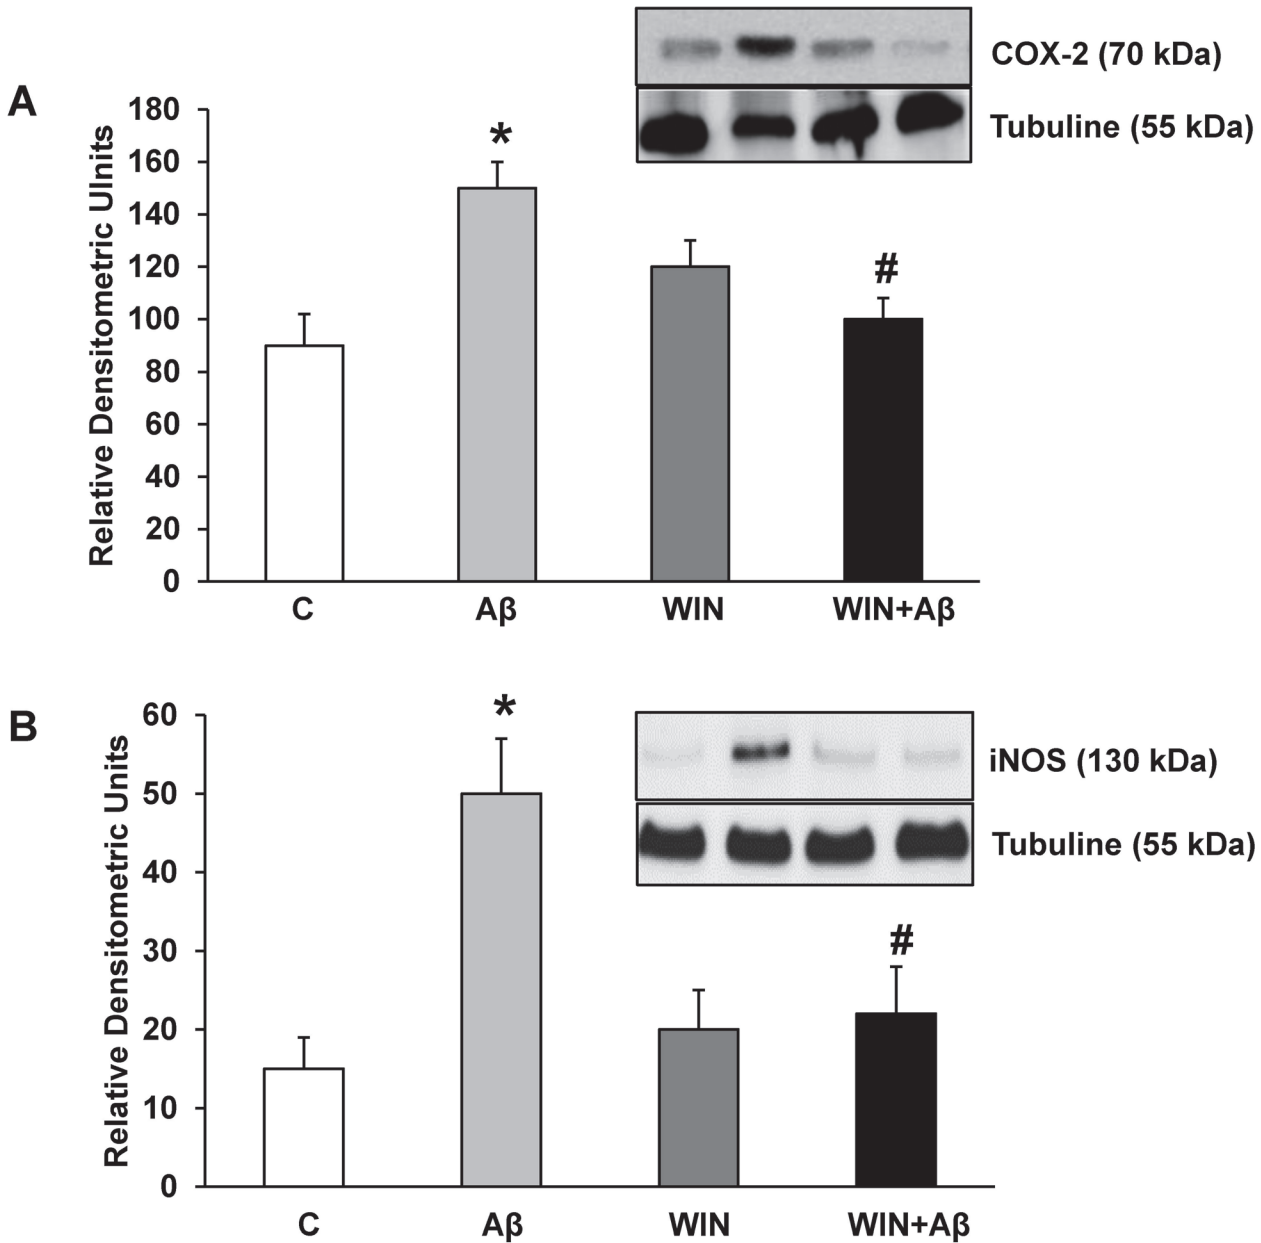 COX-2 (70 kDa)
Tubuline (55 kDa)
A
Relative Densitometric UInits
180
160
140
120
100
80
60
40
20
0
*
#
C
Aβ
WIN
WIN+Aβ
B
Relative Densitometric Units
60
50
40
30
20
10
0
*
#
iNOS (130 kDa)
Tubuline (55 kDa)
C
Aβ
WIN
WIN+Aβ